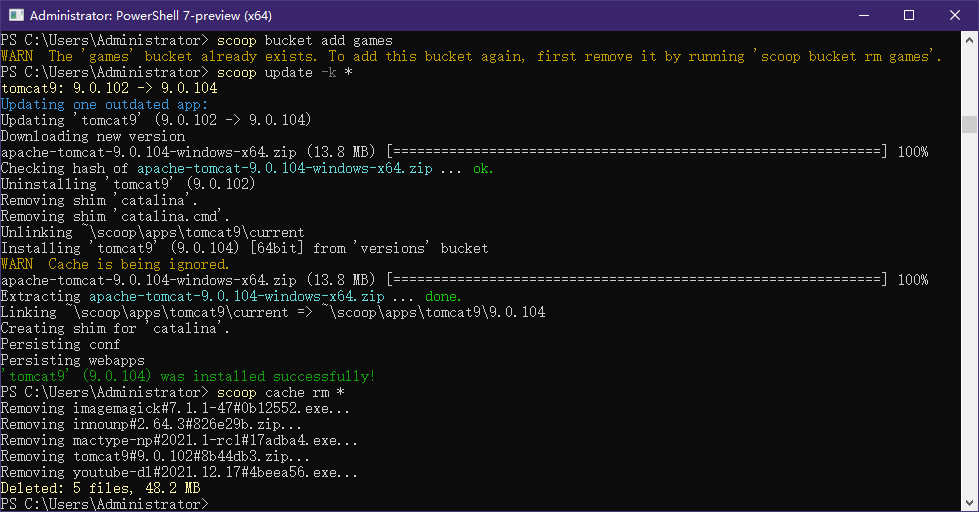 Administrator: PowerShell 7-preview (x64)
PS C:\Users\Administrator> scoop bucket add games
WARN  The 'games' bucket already exists. To add this bucket again, first remove it by running 'scoop bucket rm games'.
PS C:\Users\Administrator> scoop update -k *
tomcat9: 9.0.102 -> 9.0.104
Updating one outdated app:
Updating 'tomcat9' (9.0.102 -> 9.0.104)
Downloading new version
apache-tomcat-9.0.104-windows-x64.zip (13.8 MB) [==============================================================] 100%
Checking hash of apache-tomcat-9.0.104-windows-x64.zip ... ok.
Uninstalling 'tomcat9' (9.0.102)
Removing shim 'catalina'.
Removing shim 'catalina.cmd'.
Unlinking ~\scoop\apps\tomcat9\current
Installing 'tomcat9' (9.0.104) [64bit] from 'versions' bucket
WARN  Cache is being ignored.
apache-tomcat-9.0.104-windows-x64.zip (13.8 MB) [==============================================================] 100%
Extracting apache-tomcat-9.0.104-windows-x64.zip ... done.
Linking ~\scoop\apps\tomcat9\current => ~\scoop\apps\tomcat9\9.0.104
Creating shim for 'catalina'.
Persisting conf
Persisting webapps
'tomcat9' (9.0.104) was installed successfully!
PS C:\Users\Administrator> scoop cache rm *
Removing imagemagick#7.1.1-47#0b12552.exe...
Removing innounp#2.64.3#826e29b.zip...
Removing mactype-np#2021.1-rc1#17adba4.exe...
Removing tomcat9#9.0.102#8b44db3.zip...
Removing youtube-dl#2021.12.17#4beea56.exe...
Deleted: 5 files, 48.2 MB
PS C:\Users\Administrator>